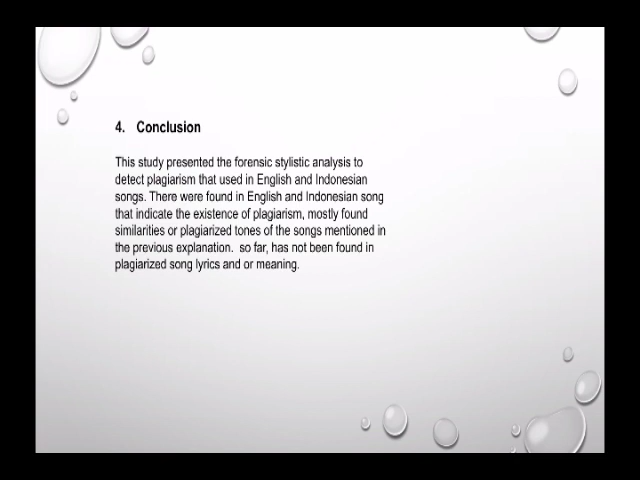 4. Conclusion
This study presented the forensic stylistic analysis to
detect plagiarism that used in English and Indonesian
songs. There were found in English and Indonesian song
that indicate the existence of plagiarism, mostly found
similarities or plagiarized tones of the songs mentioned in
the previous explanation. so far, has not been found in
plagiarized song lyrics and or meaning.